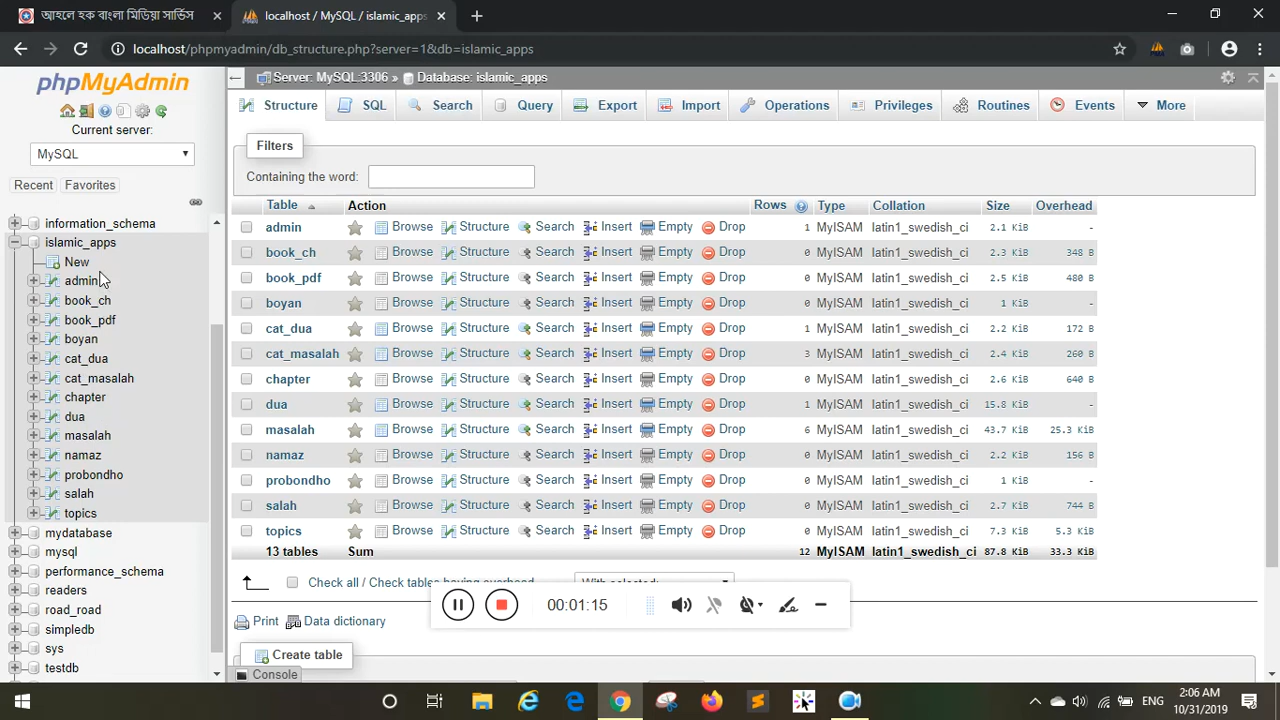 আহলে হক বাংলা মিডিয়া সার্ভিস
localhost / MySQL / islamic_apps
localhost/phpmyadmin/db_structure.php?server=1&db=islamic_apps
phpMyAdmin
Current server:
MySQL
Recent Favorites
information_schema
islamic_apps
New
admin
book_ch
book_pdf
boyan
cat_dua
cat_masalah
chapter
dua
masalah
namaz
probondho
salah
topics
mydatabase
mysql
performance_schema
readers
road_road
simpledb
sys
testdb
Server: MySQL:3306 » Database: islamic_apps
Structure SQL Search Query Export Import Operations Privileges Routines Events More
Filters
Containing the word:
Table Action Rows Type Collation Size Overhead
admin Browse Structure Search Insert Empty Drop 1 MyISAM latin1_swedish_ci 2.1 KiB -
book_ch Browse Structure Search Insert Empty Drop 0 MyISAM latin1_swedish_ci 2.3 KiB 348 B
book_pdf Browse Structure Search Insert Empty Drop 0 MyISAM latin1_swedish_ci 2.5 KiB 480 B
boyan Browse Structure Search Insert Empty Drop 0 MyISAM latin1_swedish_ci 1 KiB -
cat_dua Browse Structure Search Insert Empty Drop 1 MyISAM latin1_swedish_ci 2.2 KiB 172 B
cat_masalah Browse Structure Search Insert Empty Drop 3 MyISAM latin1_swedish_ci 2.4 KiB 260 B
chapter Browse Structure Search Insert Empty Drop 0 MyISAM latin1_swedish_ci 2.6 KiB 640 B
dua Browse Structure Search Insert Empty Drop 1 MyISAM latin1_swedish_ci 15.8 KiB -
masalah Browse Structure Search Insert Empty Drop 6 MyISAM latin1_swedish_ci 43.7 KiB 25.3 KiB
namaz Browse Structure Search Insert Empty Drop 0 MyISAM latin1_swedish_ci 2.2 KiB 156 B
probondho Browse Structure Search Insert Empty Drop 0 MyISAM latin1_swedish_ci 1 KiB -
salah Browse Structure Search Insert Empty Drop 0 MyISAM latin1_swedish_ci 2.7 KiB 744 B
topics Browse Structure Search Insert Empty Drop 0 MyISAM latin1_swedish_ci 7.3 KiB 5.3 KiB
13 tables Sum 12 MyISAM latin1_swedish_ci 87.8 KiB 33.3 KiB
Check all / Check tables having overhead With selected:
00:01:15
Print Data dictionary
Create table
Console
ENG
2:06 AM
10/31/2019